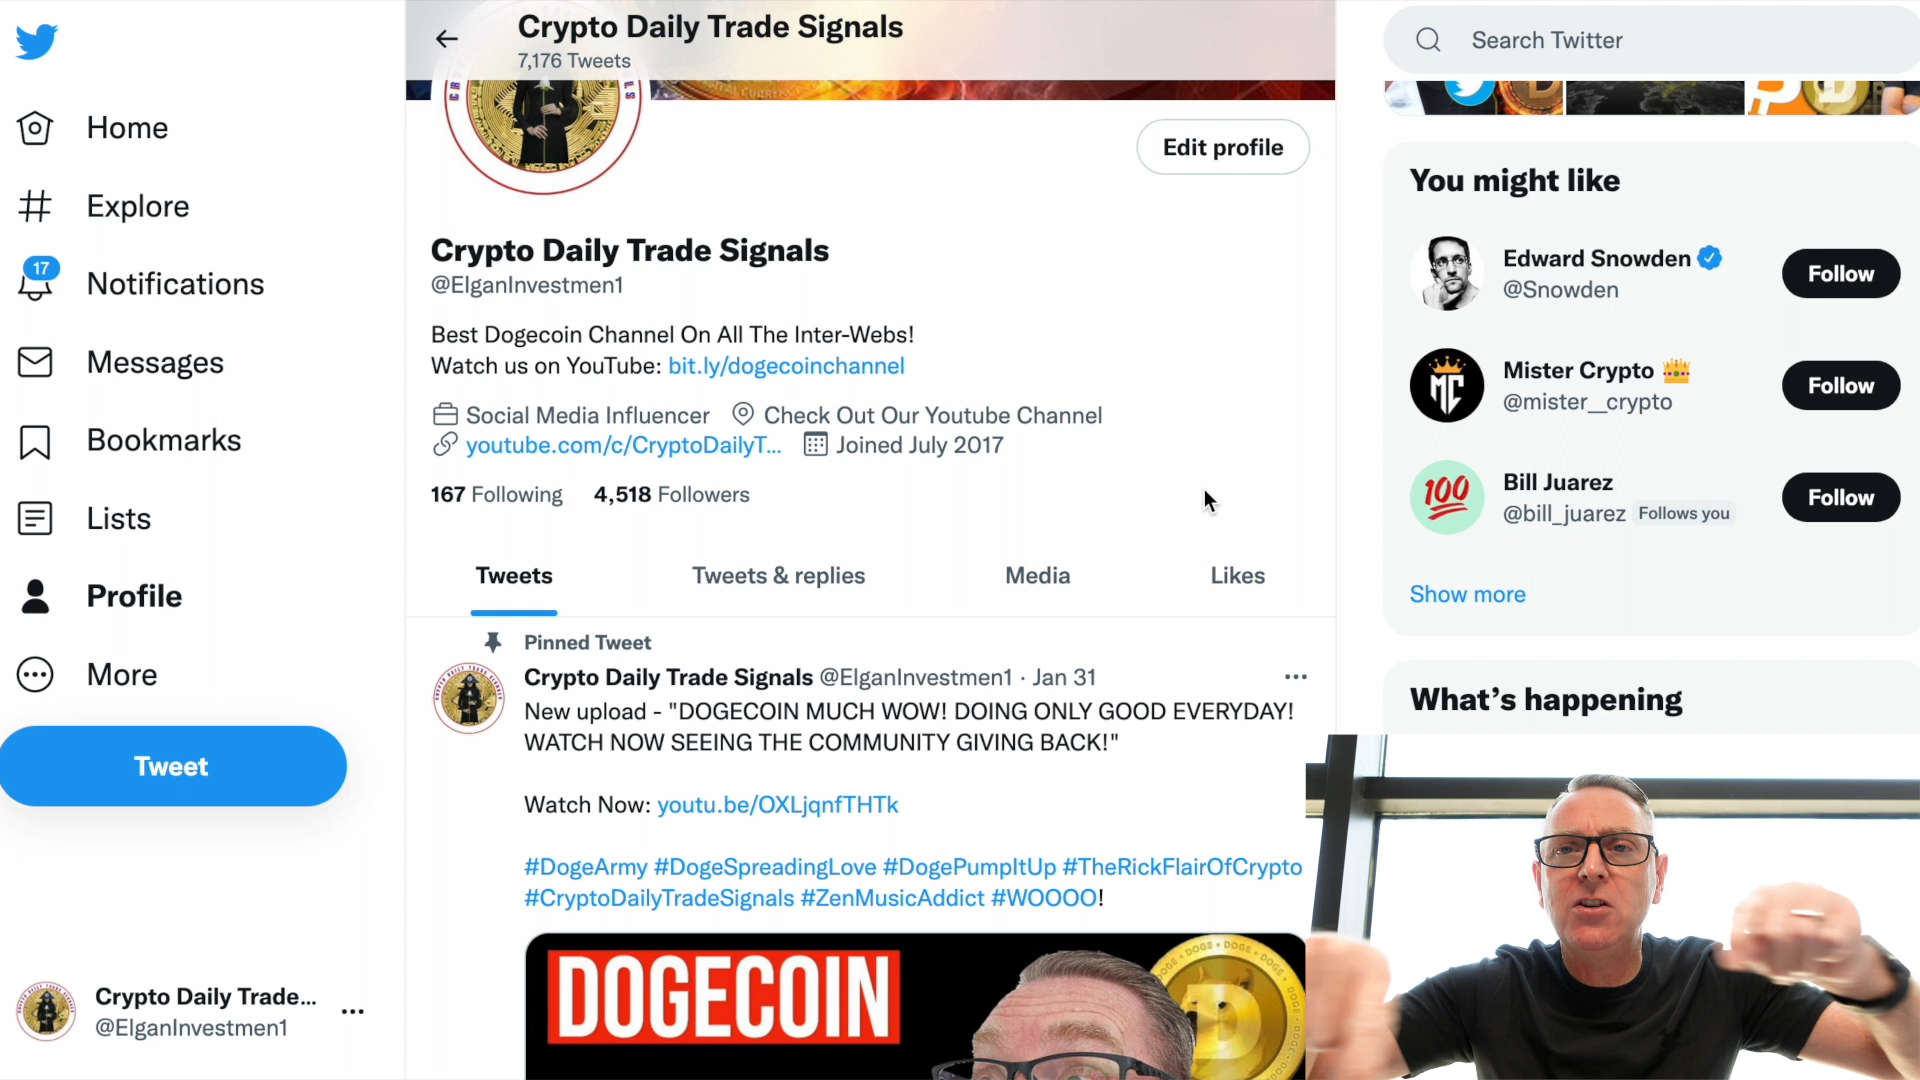 Crypto Daily Trade Signals
7,176 Tweets
Search Twitter
Home
Explore
17
Notifications
Messages
Bookmarks
Lists
Profile
More
Tweet
Crypto Daily Trade...
@ElganInvestmen1
Edit profile
Crypto Daily Trade Signals
@ElganInvestmen1
Best Dogecoin Channel On All The Inter-Webs!
Watch us on YouTube: bit.ly/dogecoinchannel
Social Media Influencer Check Out Our Youtube Channel
youtube.com/c/CryptoDailyT... Joined July 2017
167 Following 4,518 Followers
Tweets Tweets & replies Media Likes
Pinned Tweet
Crypto Daily Trade Signals @ElganInvestmen1 · Jan 31
New upload - "DOGECOIN MUCH WOW! DOING ONLY GOOD EVERYDAY!
WATCH NOW SEEING THE COMMUNITY GIVING BACK!"
Watch Now: youtu.be/OXLjqnfTHTk
#DogeArmy #DogeSpreadingLove #DogePumpItUp #TheRickFlairOfCrypto
#CryptoDailyTradeSignals #ZenMusicAddict #WOOOO!
DOGECOIN
You might like
Edward Snowden
@Snowden
Follow
MC
Mister Crypto
@mister__crypto
Follow
100
Bill Juarez
@bill_juarez Follows you
Follow
Show more
What's happening